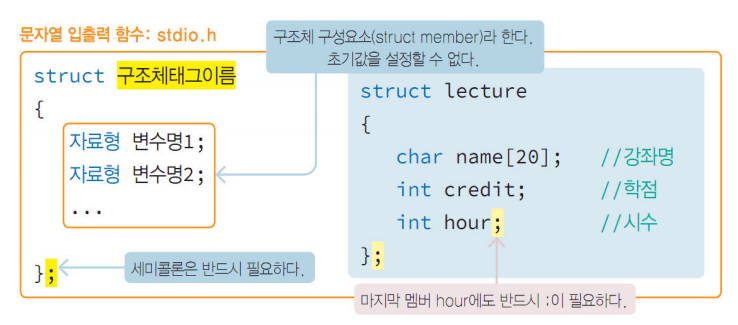 문자열 입출력 함수: stdio.h
구조체 구성요소(struct member)라 한다.
초기값을 설정할 수 없다.
struct 구조체태그이름
{
자료형 변수명1;
자료형 변수명2;
...
};
세미콜론은 반드시 필요하다.
struct lecture
{
char name[20]; //강좌명
int credit; //학점
int hour; //시수
};
마지막 멤버 hour에도 반드시 ;이 필요하다.